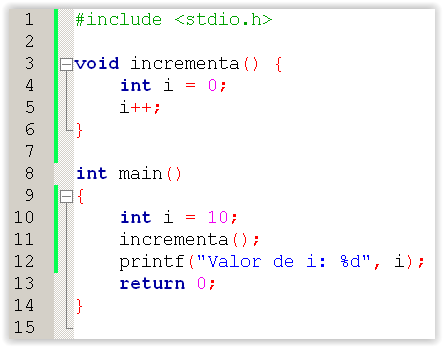 1 #include <stdio.h>
2
3 void incrementa() {
4     int i = 0;
5     i++;
6 }
7
8 int main()
9 {
10     int i = 10;
11     incrementa();
12     printf("Valor de i: %d", i);
13     return 0;
14 }
15